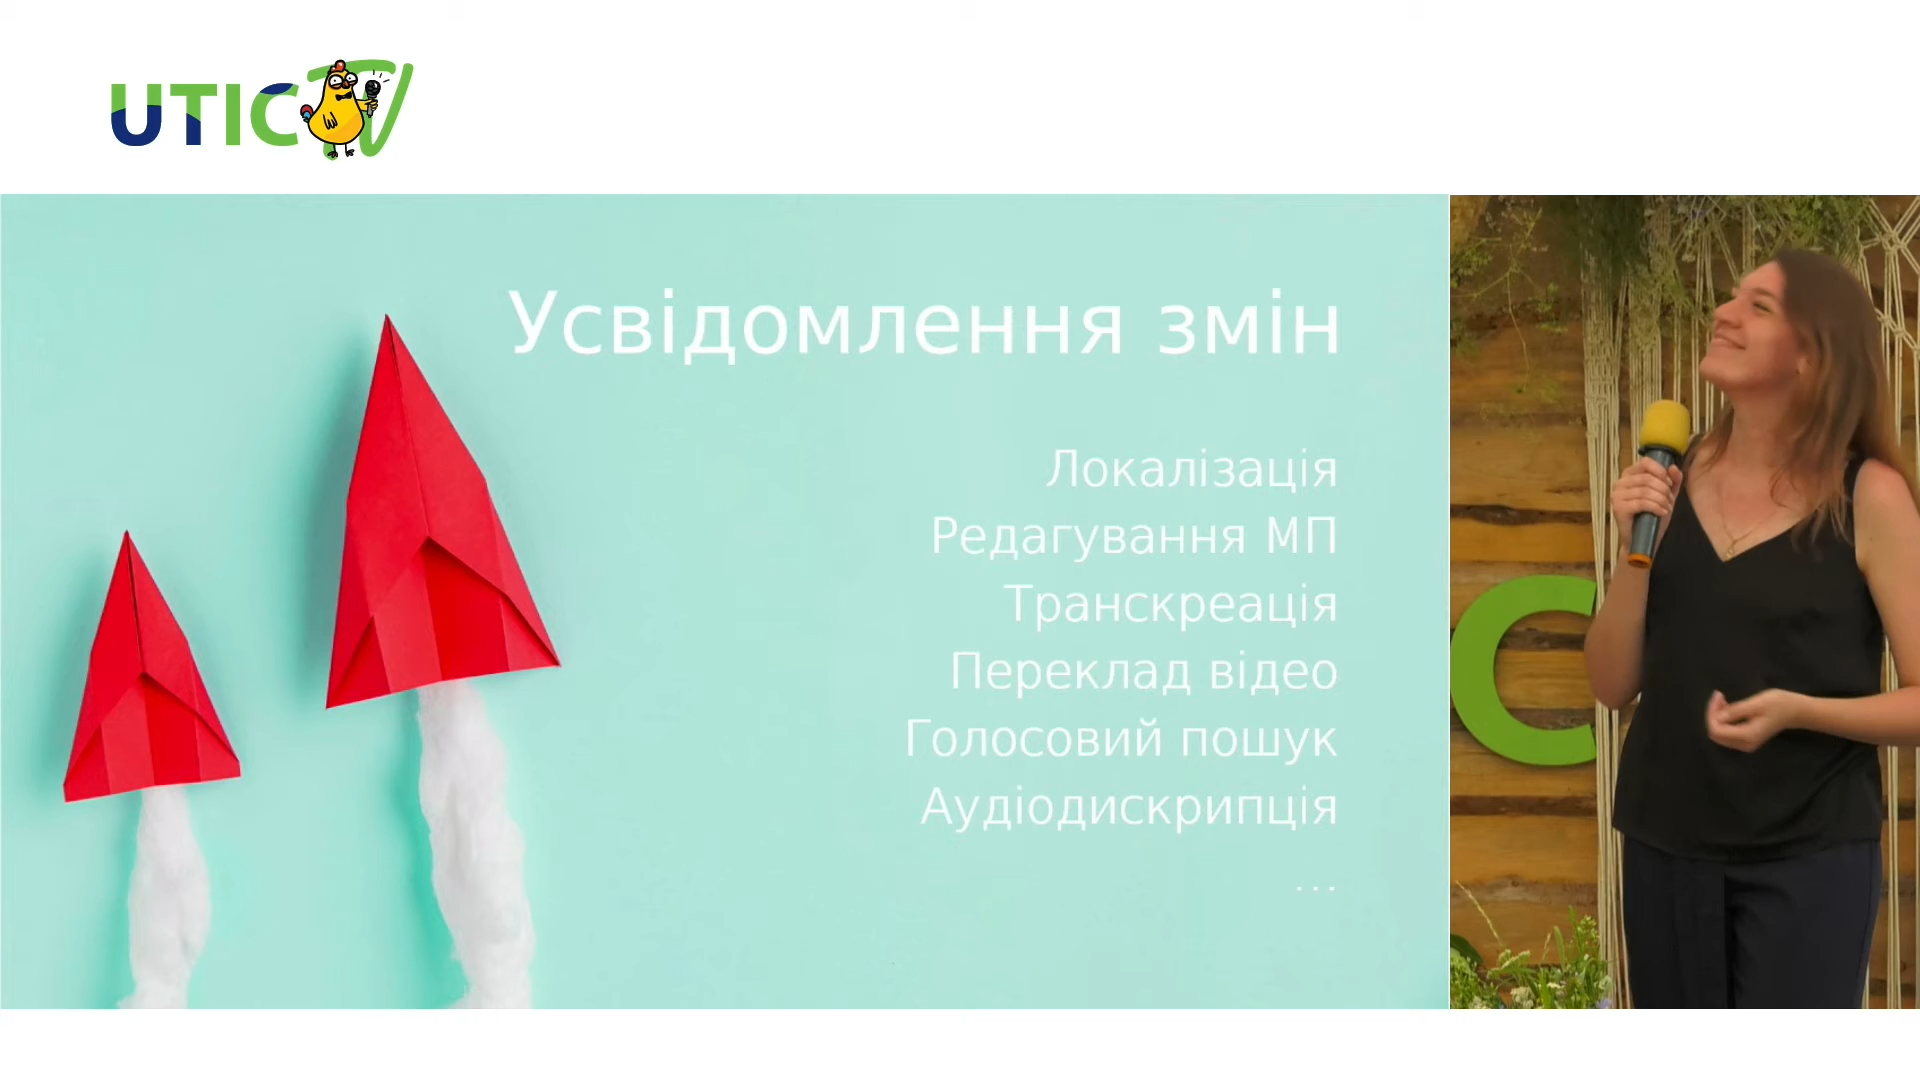 UTIC TV
Усвідомлення змін
Локалізація
Редагування МП
Транскреація
Переклад відео
Голосовий пошук
Аудіодискрипція
...
C